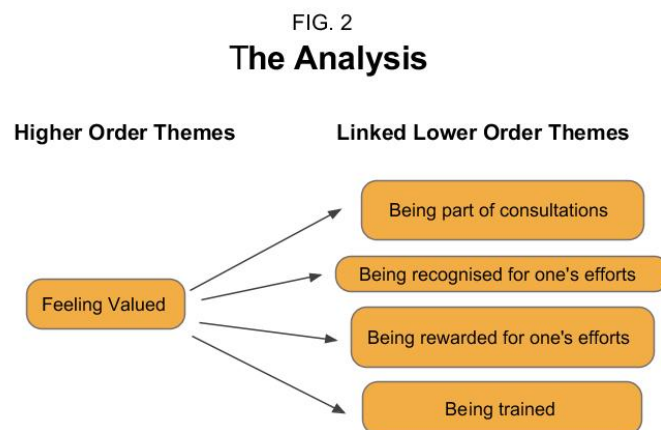 FIG. 2
The Analysis
Higher Order Themes
Linked Lower Order Themes
Being part of consultations
Being recognised for one's efforts
Feeling Valued
Being rewarded for one's efforts
Being trained